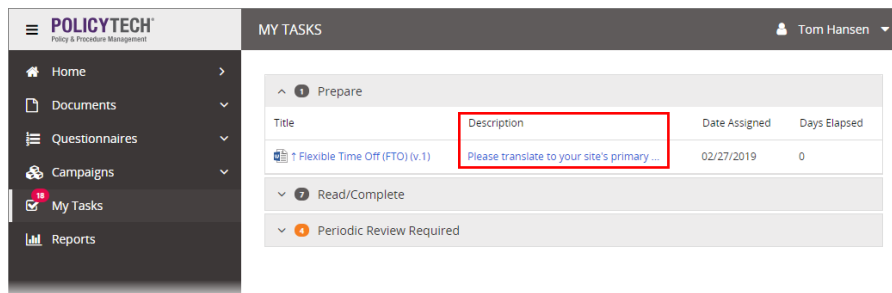 POLICYTECH®
Policy & Procedure Management
MY TASKS
Tom Hansen
Home
Documents
Questionnaires
Campaigns
18
My Tasks
Reports
1 Prepare
Title Description Date Assigned Days Elapsed
↑ Flexible Time Off (FTO) (v.1) Please translate to your site's primary ... 02/27/2019 0
7 Read/Complete
4 Periodic Review Required